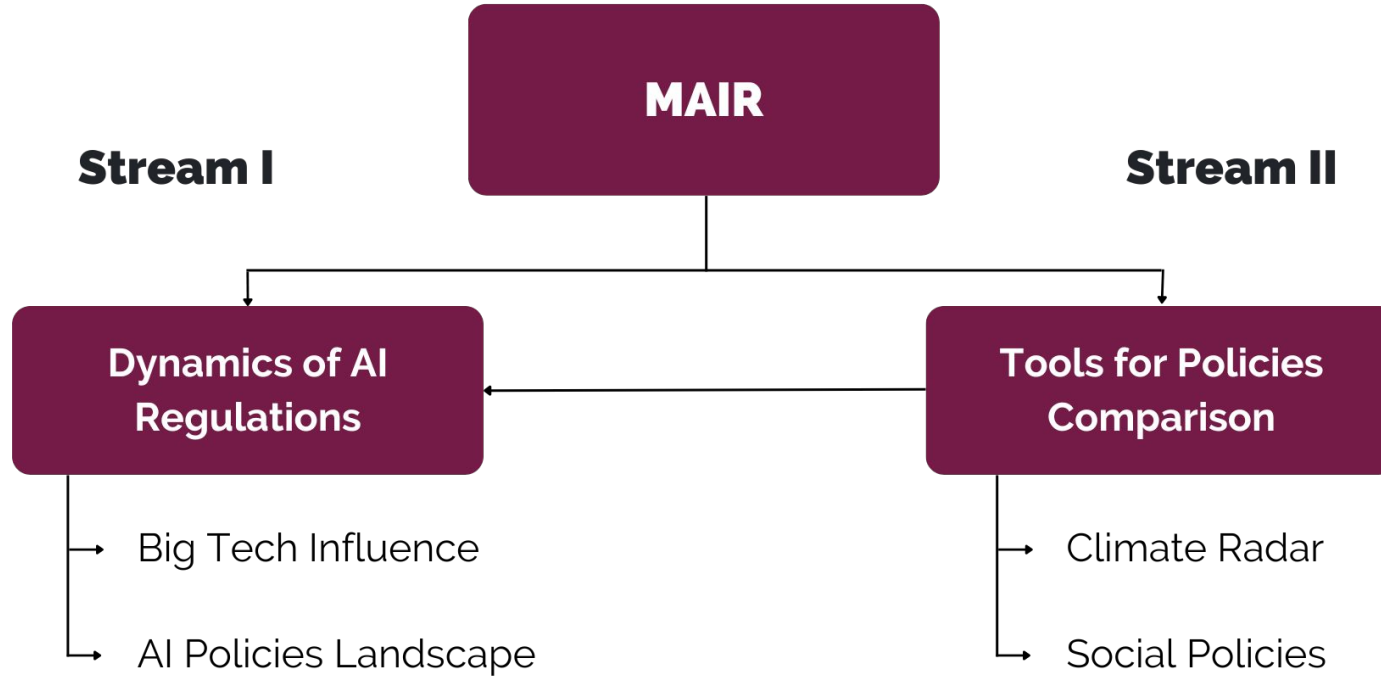 MAIR
Stream I
Stream II
Dynamics of AI
Regulations
Tools for Policies
Comparison
Big Tech Influence
AI Policies Landscape
Climate Radar
Social Policies